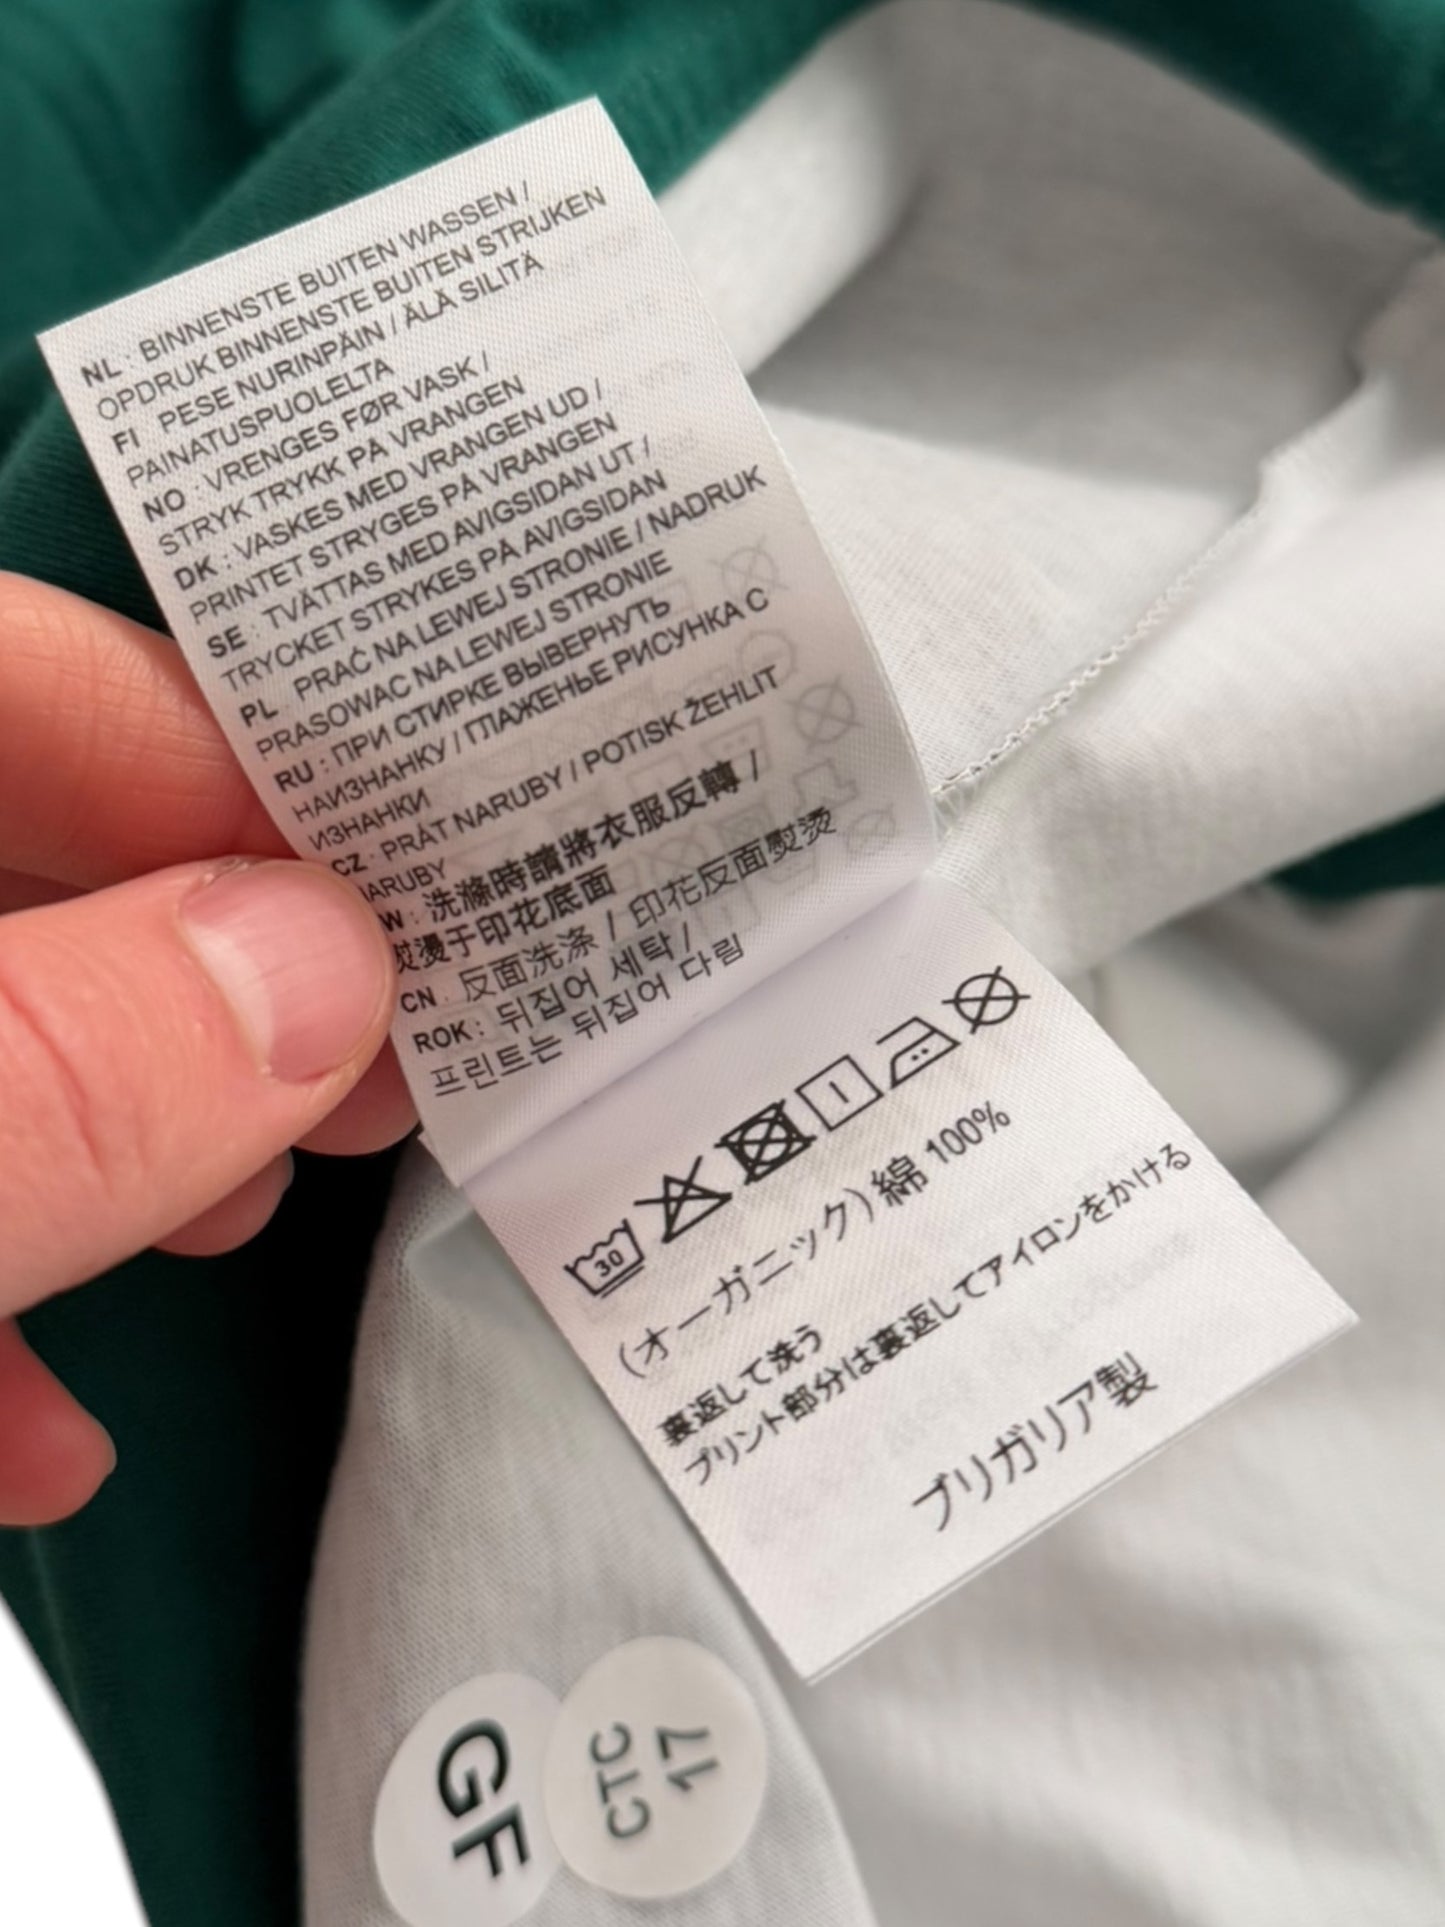 NL : BINNENSTE BUITEN WASSEN /
OPDRUK BINNENSTE BUITEN STRIJKEN
FI PESE NURINPÄIN / ÄLÄ SILITÄ
PAINATUSPUOLELTA
NO : VRENGES FØR VASK /
STRYK TRYKK PÅ VRANGEN
DK : VASKES MED VRANGEN UD /
PRINTET STRYGES PÅ VRANGEN
SE : TVÄTTAS MED AVIGSIDAN UT /
TRYCKET STRYKES PÅ AVIGSIDAN
PL PRAĆ NA LEWEJ STRONIE / NADRUK
PRASOWAC NA LEWEJ STRONIE
RU : ПРИ СТИРКЕ ВЫВЕРНУТЬ
НАИЗНАНКУ / ГЛАЖЕНЬЕ РИСУНКА С
ИЗНАНКИ
CZ : PRÁT NARUBY / POTISK ŽEHLIT
NARUBY
W : 洗滌時請將衣服反轉 /
熨燙于印花底面
CN : 反面洗涤 / 印花反面熨烫
ROK : 뒤집어 세탁 /
프린트는 뒤집어 다림
30
(オーガニック) 綿 100%
裏返して洗う
プリント部分は裏返してアイロンをかける
ブリガリア製
GF
CTC
17